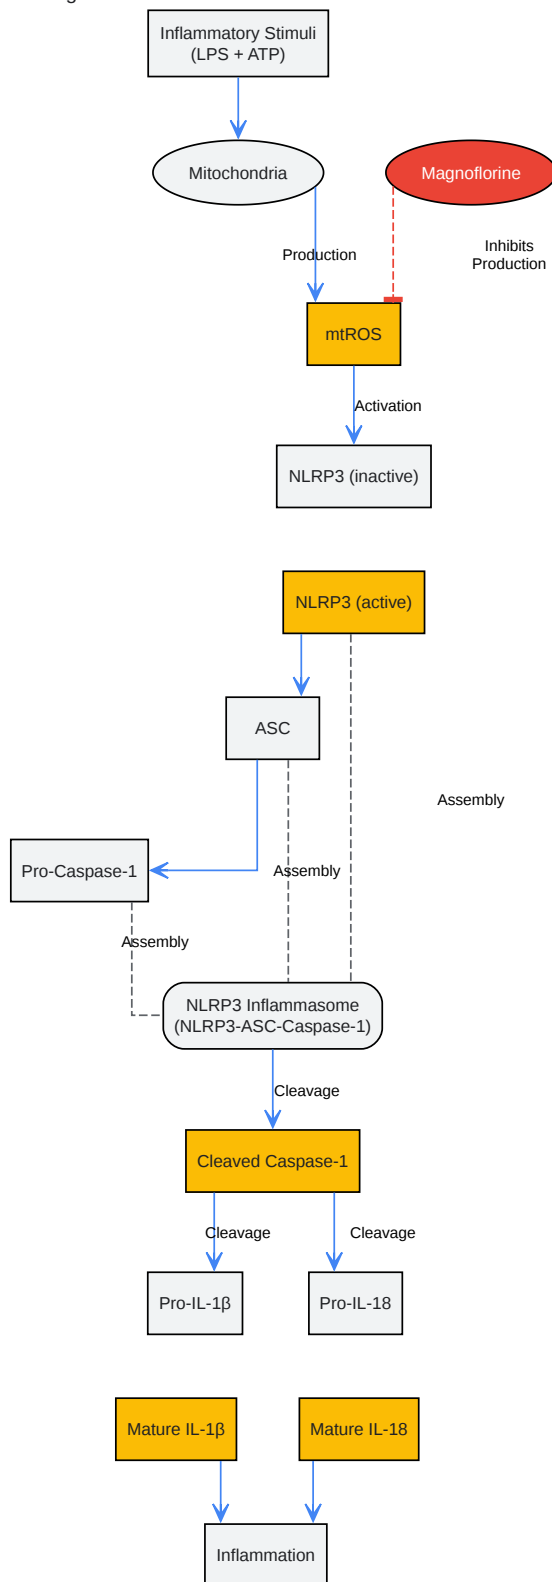 Inflammatory Stimuli
(LPS + ATP)
Mitochondria
Magnoflorine
Production
Inhibits
Production
mtROS
Activation
NLRP3 (inactive)
NLRP3 (active)
ASC
Assembly
Pro-Caspase-1
Assembly
Assembly
NLRP3 Inflammasome
(NLRP3-ASC-Caspase-1)
Cleavage
Cleaved Caspase-1
Cleavage
Cleavage
Pro-IL-1β
Pro-IL-18
Mature IL-1β
Mature IL-18
Inflammation